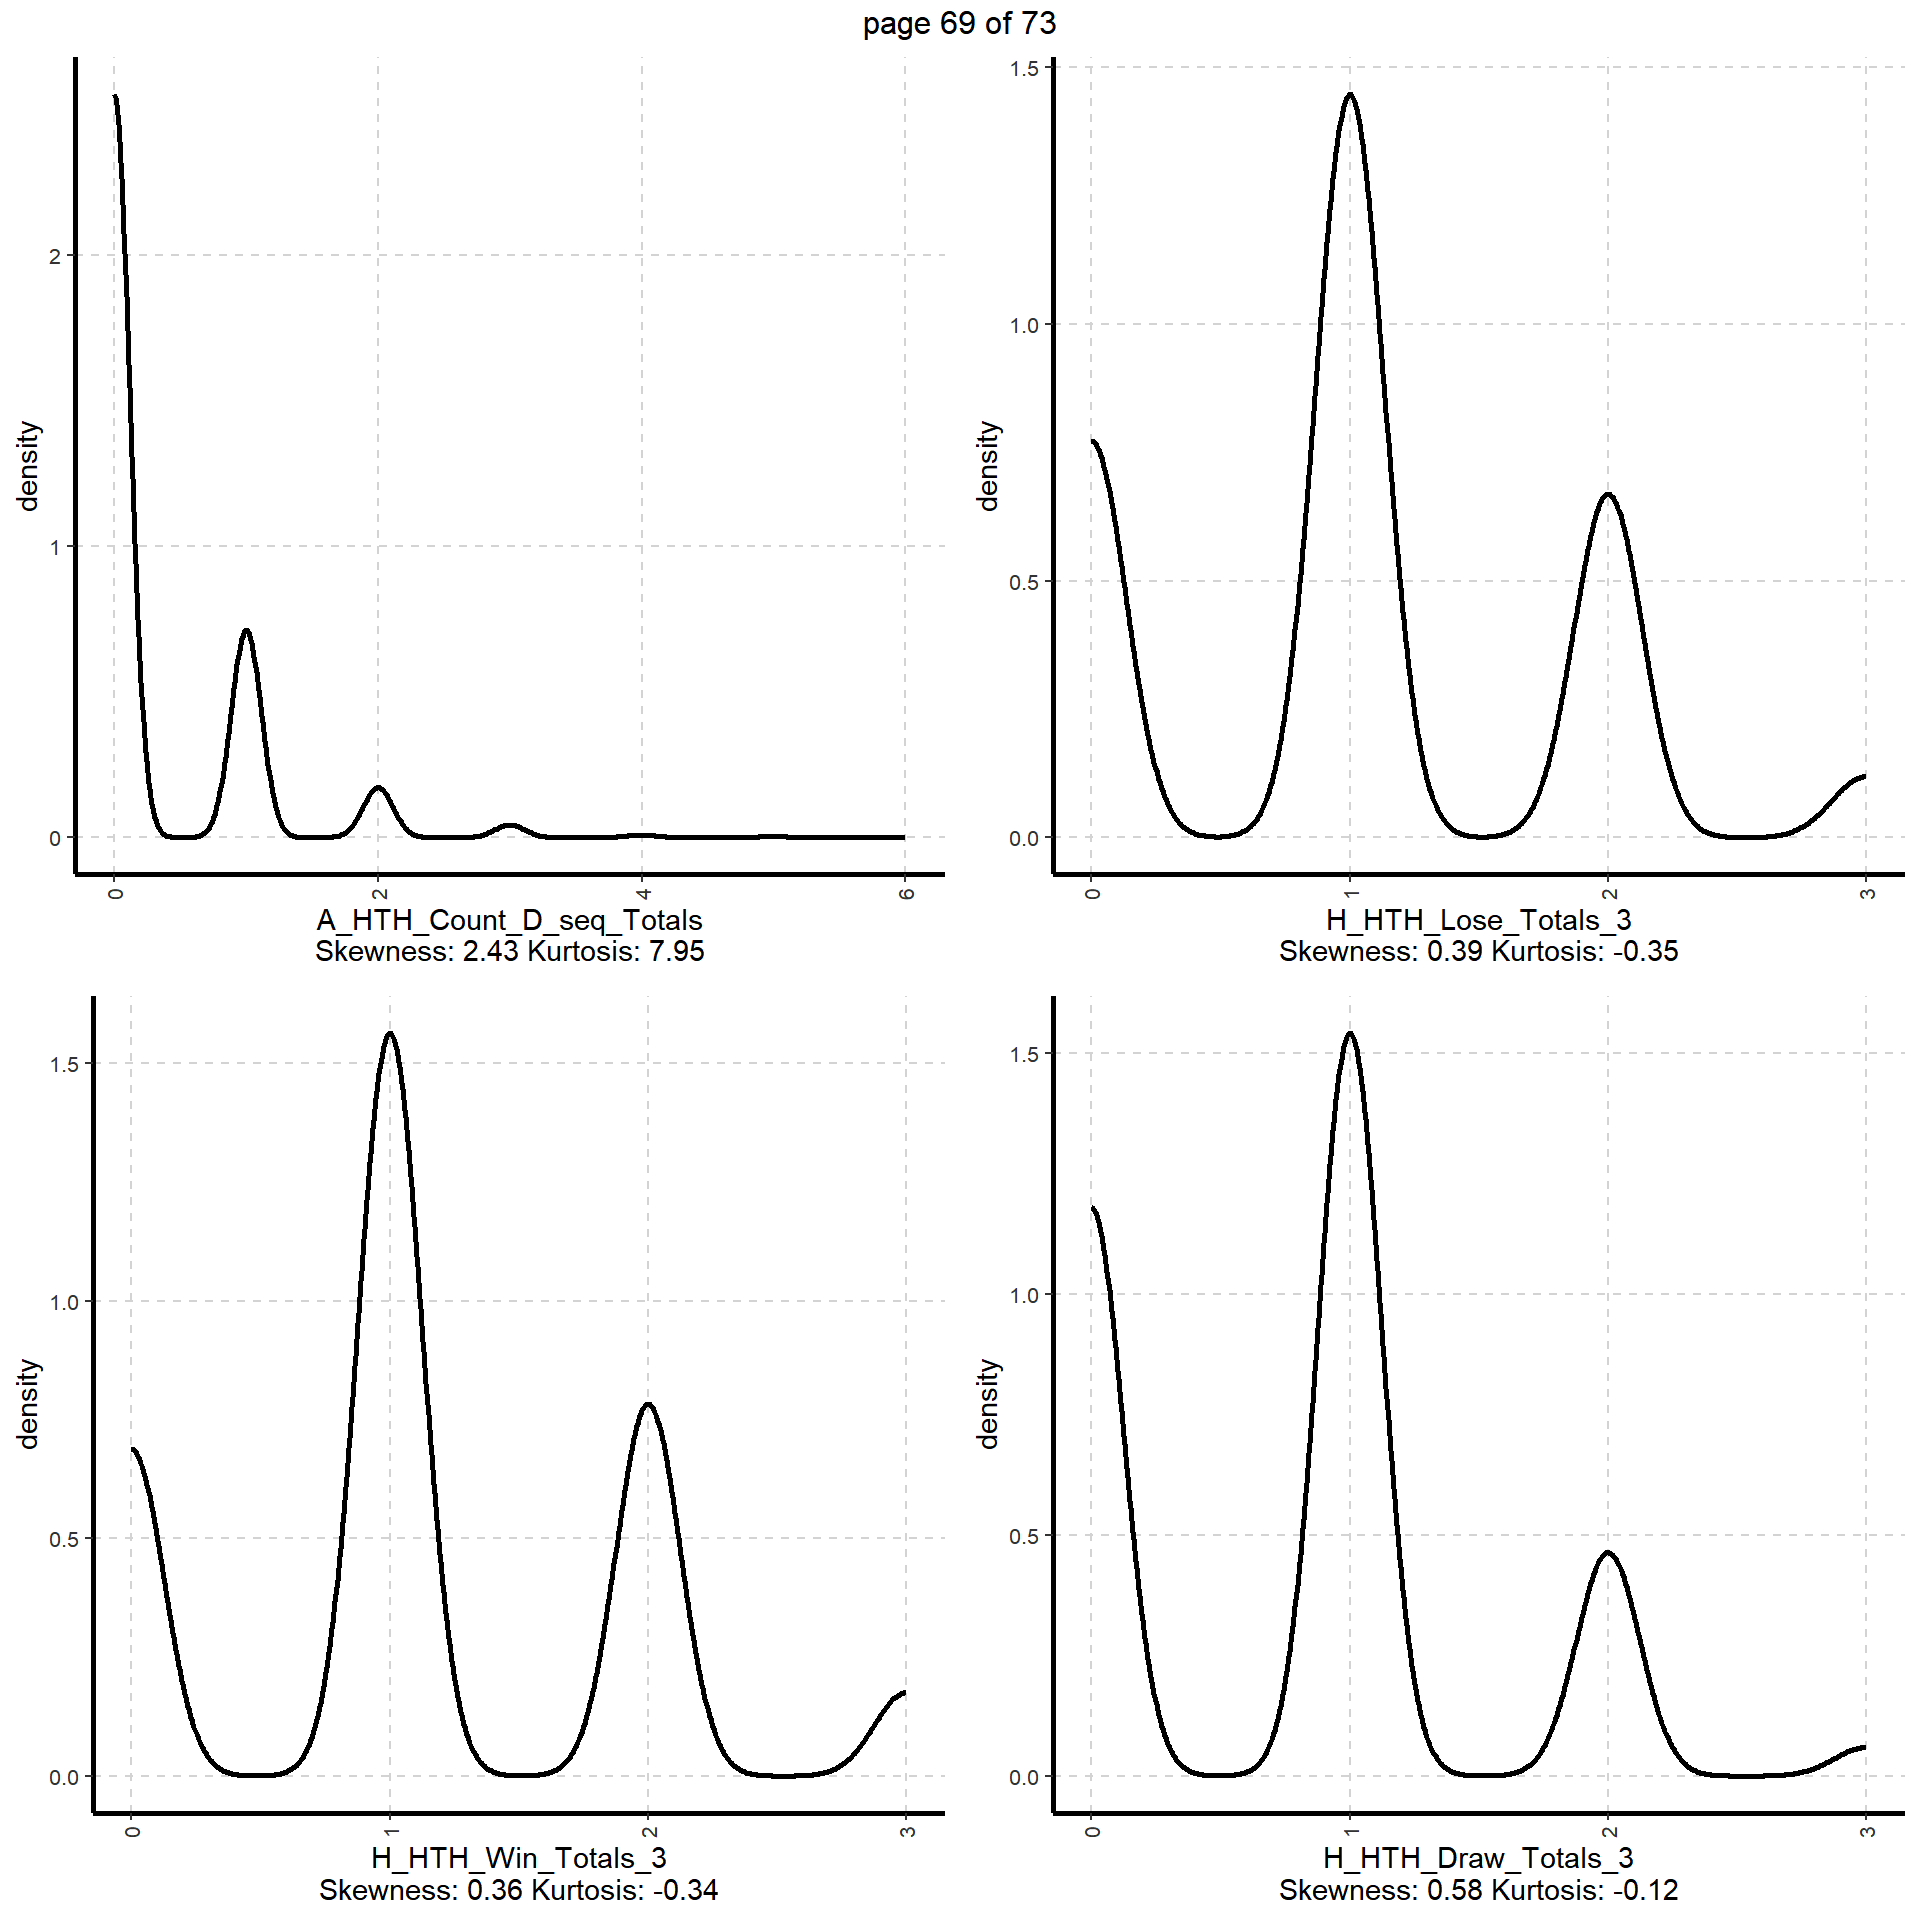 page 69 of 73
density
2
1
0
0
2
4
6
A_HTH_Count_D_seq_Totals
Skewness: 2.43 Kurtosis: 7.95
density
1.5
1.0
0.5
0.0
0
1
2
3
H_HTH_Lose_Totals_3
Skewness: 0.39 Kurtosis: -0.35
density
1.5
1.0
0.5
0.0
0
1
2
3
H_HTH_Win_Totals_3
Skewness: 0.36 Kurtosis: -0.34
density
1.5
1.0
0.5
0.0
0
1
2
3
H_HTH_Draw_Totals_3
Skewness: 0.58 Kurtosis: -0.12